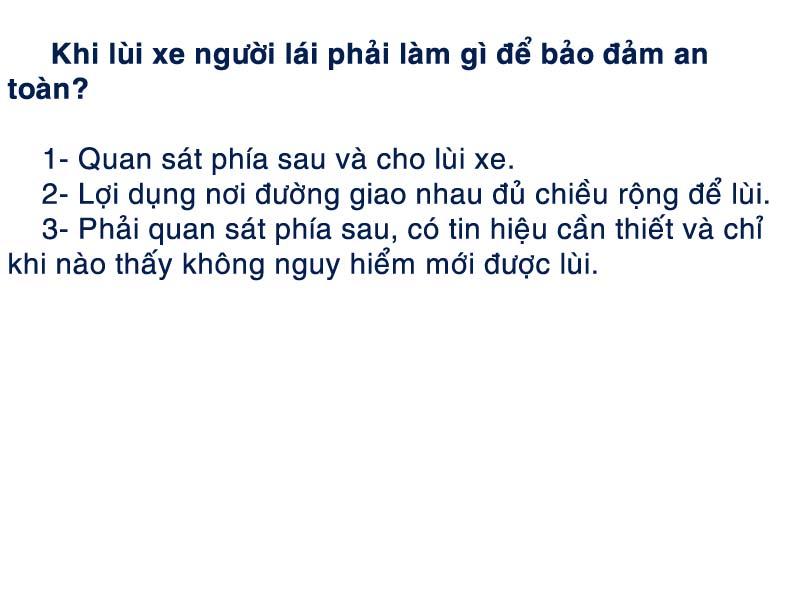 Khi lùi xe người lái phải làm gì để bảo đảm an
toàn?
1- Quan sát phía sau và cho lùi xe.
2- Lợi dụng nơi đường giao nhau đủ chiều rộng để lùi.
3- Phải quan sát phía sau, có tin hiệu cần thiết và chỉ
khi nào thấy không nguy hiểm mới được lùi.